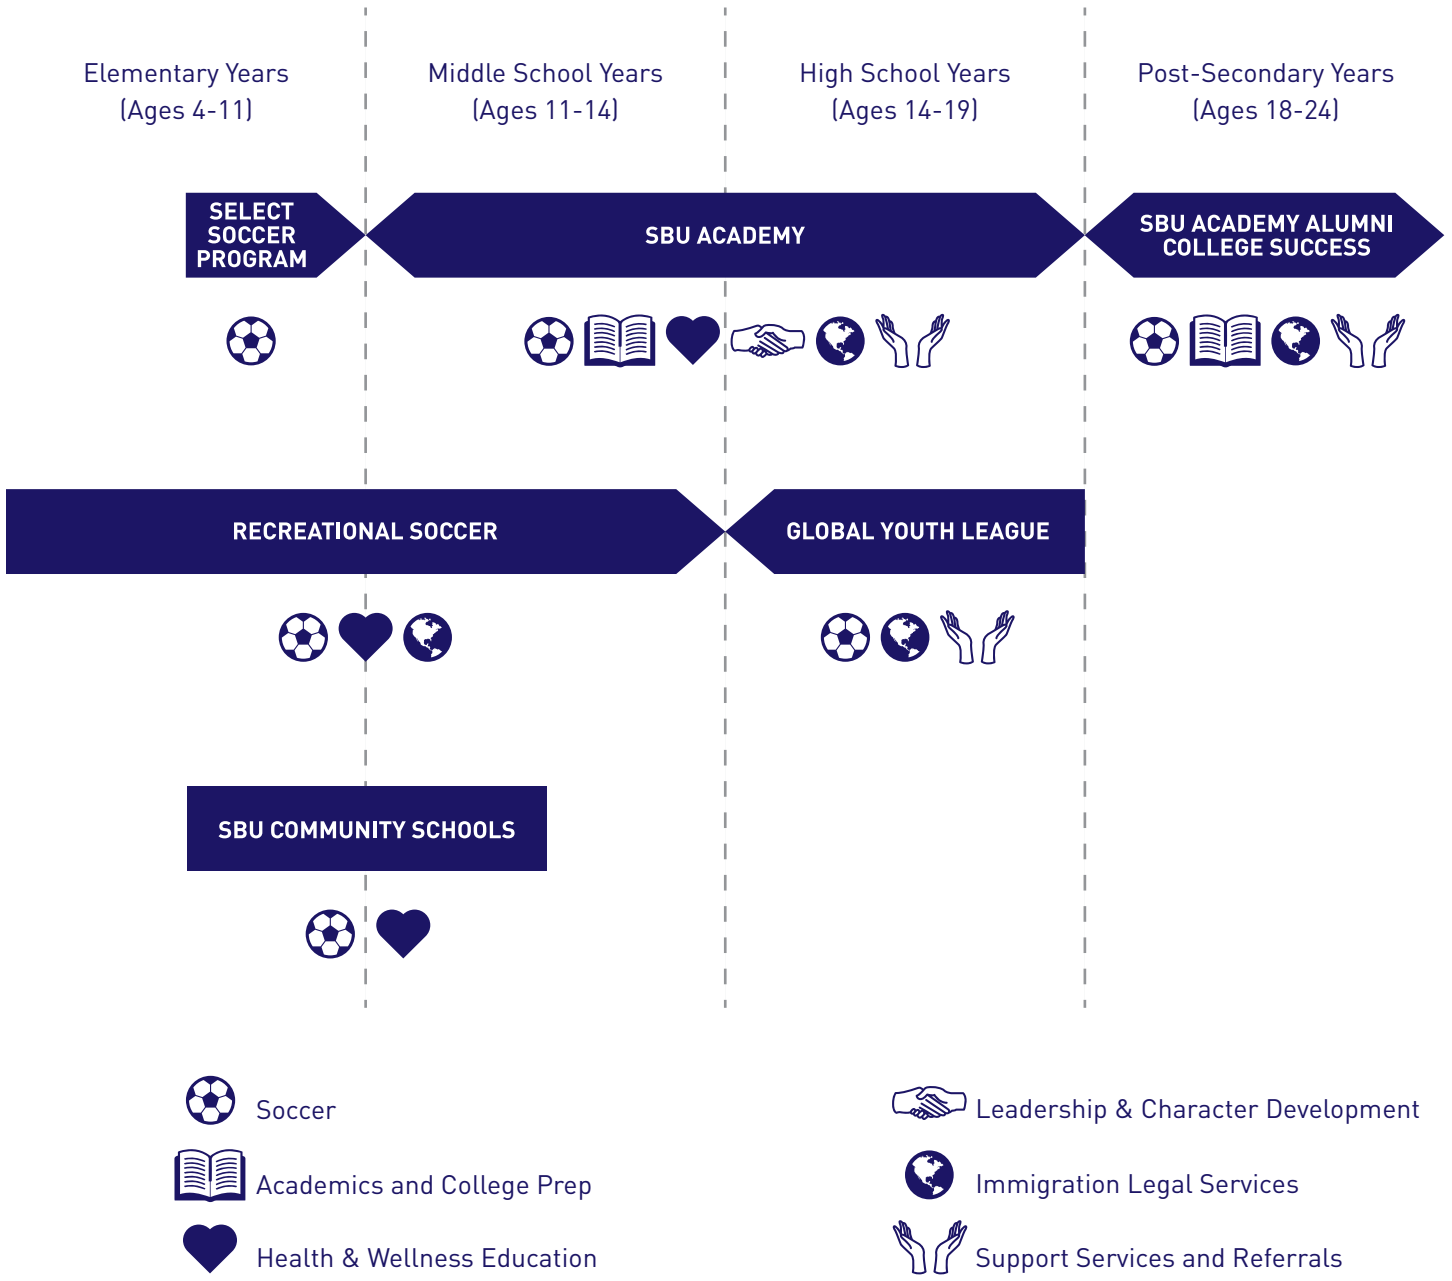 Elementary Years
(Ages 4-11)
Middle School Years
(Ages 11-14)
High School Years
(Ages 14-19)
Post-Secondary Years
(Ages 18-24)
SELECT
SOCCER
PROGRAM
SBU ACADEMY
SBU ACADEMY ALUMNI
COLLEGE SUCCESS
RECREATIONAL SOCCER
GLOBAL YOUTH LEAGUE
SBU COMMUNITY SCHOOLS
Soccer
Academics and College Prep
Health & Wellness Education
Leadership & Character Development
Immigration Legal Services
Support Services and Referrals